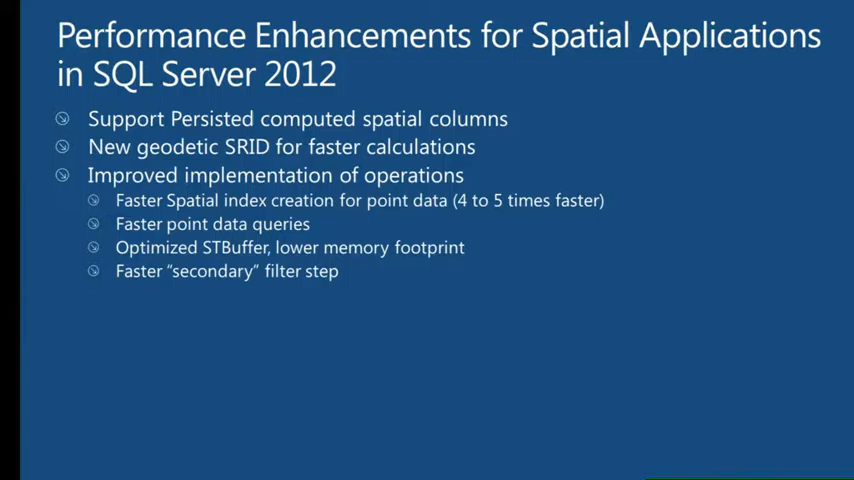 Performance Enhancements for Spatial Applications
in SQL Server 2012
Support Persisted computed spatial columns
New geodetic SRID for faster calculations
Improved implementation of operations
Faster Spatial index creation for point data (4 to 5 times faster)
Faster point data queries
Optimized STBuffer, lower memory footprint
Faster “secondary” filter step